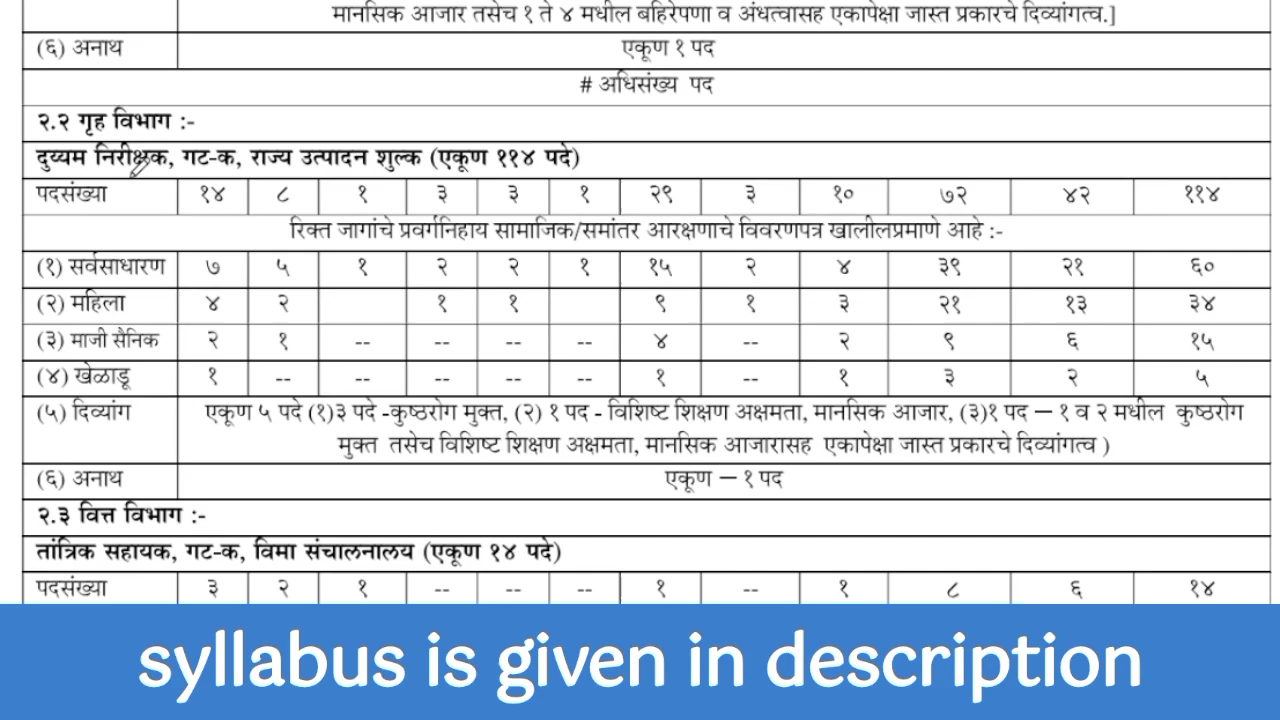 मानसिक आजार तसेच १ ते ४ मधील बहिरेपणा व अंधत्वासह एकापेक्षा जास्त प्रकारचे दिव्यांगत्व.]
(६) अनाथ एकूण १ पद
# अधिसंख्य पद
२.२ गृह विभाग :-
दुय्यम निरीक्षक, गट-क, राज्य उत्पादन शुल्क (एकूण ११४ पदे)
पदसंख्या १४ ८ १ ३ ३ १ २९ ३ १० ७२ ४२ ११४
रिक्त जागांचे प्रवर्गनिहाय सामाजिक/समांतर आरक्षणाचे विवरणपत्र खालीलप्रमाणे आहे :-
(१) सर्वसाधारण ७ ५ १ २ २ १ १५ २ ४ ३९ २१ ६०
(२) महिला ४ २ १ १ ९ १ ३ २१ १३ ३४
(३) माजी सैनिक २ १ -- -- -- -- ४ -- २ ९ ६ १५
(४) खेळाडू १ -- -- -- -- -- १ -- १ ३ २ ५
(५) दिव्यांग एकूण ५ पदे (१)३ पदे -कुष्ठरोग मुक्त, (२) १ पद - विशिष्ट शिक्षण अक्षमता, मानसिक आजार, (३)१ पद – १ व २ मधील कुष्ठरोग
मुक्त तसेच विशिष्ट शिक्षण अक्षमता, मानसिक आजारासह एकापेक्षा जास्त प्रकारचे दिव्यांगत्व )
(६) अनाथ एकूण – १ पद
२.३ वित्त विभाग :-
तांत्रिक सहायक, गट-क, विमा संचालनालय (एकूण १४ पदे)
पदसंख्या ३ २ १ -- -- -- १ -- १ ८ ६ १४
syllabus is given in description